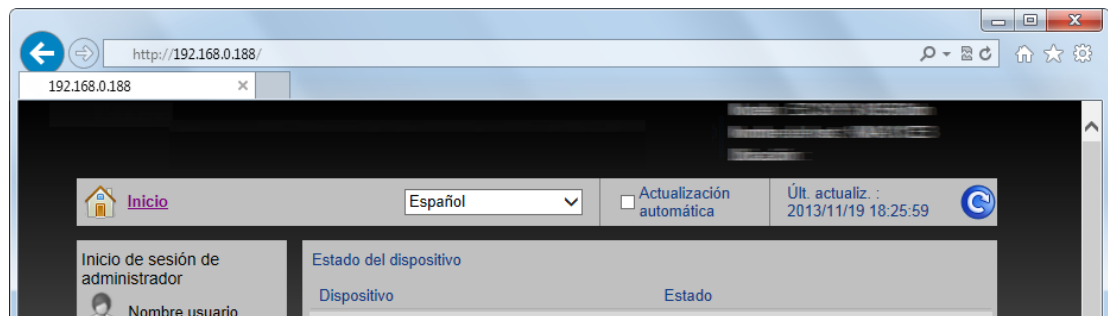 http://192.168.0.188/
192.168.0.188
Inicio
Español
Actualización
automática
Últ. actualiz. :
2013/11/19 18:25:59
Inicio de sesión de
administrador
Nombre usuario
Estado del dispositivo
Dispositivo
Estado